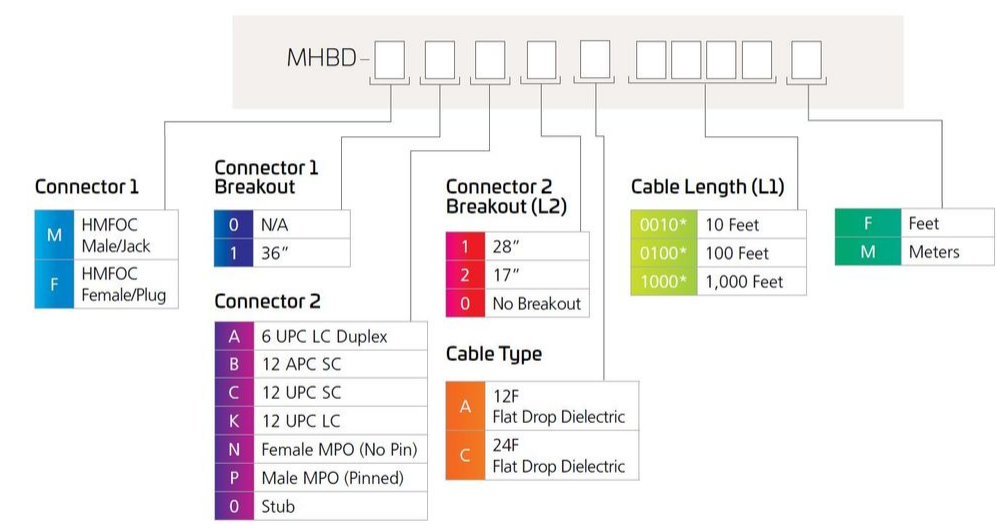 MHBD-
Connector 1
M HMFOC
Male/Jack
F HMFOC
Female/Plug
Connector 1
Breakout
0 N/A
1 36”
Connector 2
A 6 UPC LC Duplex
B 12 APC SC
C 12 UPC SC
K 12 UPC LC
N Female MPO (No Pin)
P Male MPO (Pinned)
0 Stub
Connector 2
Breakout (L2)
1 28”
2 17”
0 No Breakout
Cable Type
A 12F
Flat Drop Dielectric
C 24F
Flat Drop Dielectric
Cable Length (L1)
0010* 10 Feet
0100* 100 Feet
1000* 1,000 Feet
F Feet
M Meters